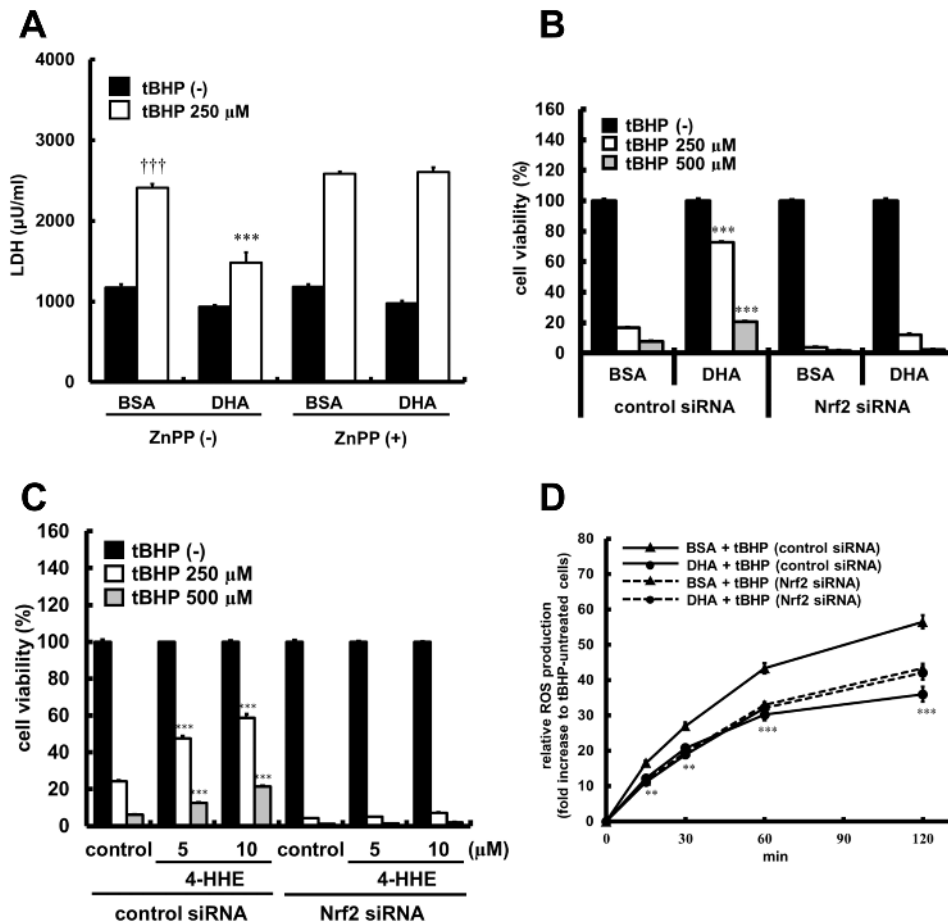 A
4000
3000
2000
1000
0
LDH (µU/ml)
tBHP (-)
tBHP 250 µM
†††
***
BSA DHA BSA DHA
ZnPP (-) ZnPP (+)
B
160
140
120
100
80
60
40
20
0
cell viability (%)
tBHP (-)
tBHP 250 µM
tBHP 500 µM
***
***
BSA DHA BSA DHA
control siRNA Nrf2 siRNA
C
160
140
120
100
80
60
40
20
0
cell viability (%)
tBHP (-)
tBHP 250 µM
tBHP 500 µM
***
***
***
***
control 5 10 control 5 10 (µM)
4-HHE 4-HHE
control siRNA Nrf2 siRNA
D
80
70
60
50
40
30
20
10
0
relative ROS production
(fold increase to tBHP-untreated cells)
BSA + tBHP (control siRNA)
DHA + tBHP (control siRNA)
BSA + tBHP (Nrf2 siRNA)
DHA + tBHP (Nrf2 siRNA)
**
**
***
***
0 30 60 90 120
min